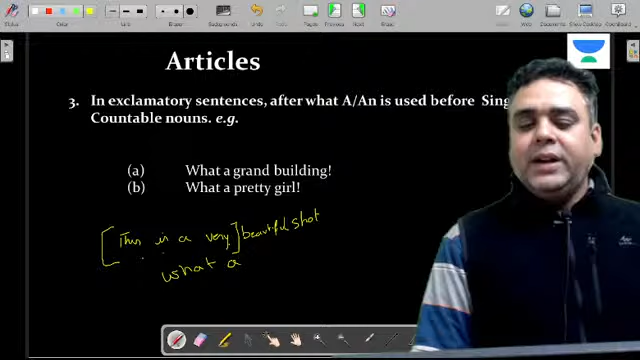 Articles
3. In exclamatory sentences, after what A/An is used before Sing
Countable nouns. e.g.
(a) What a grand building!
(b) What a pretty girl!
[This is a very] beautiful shot
what a